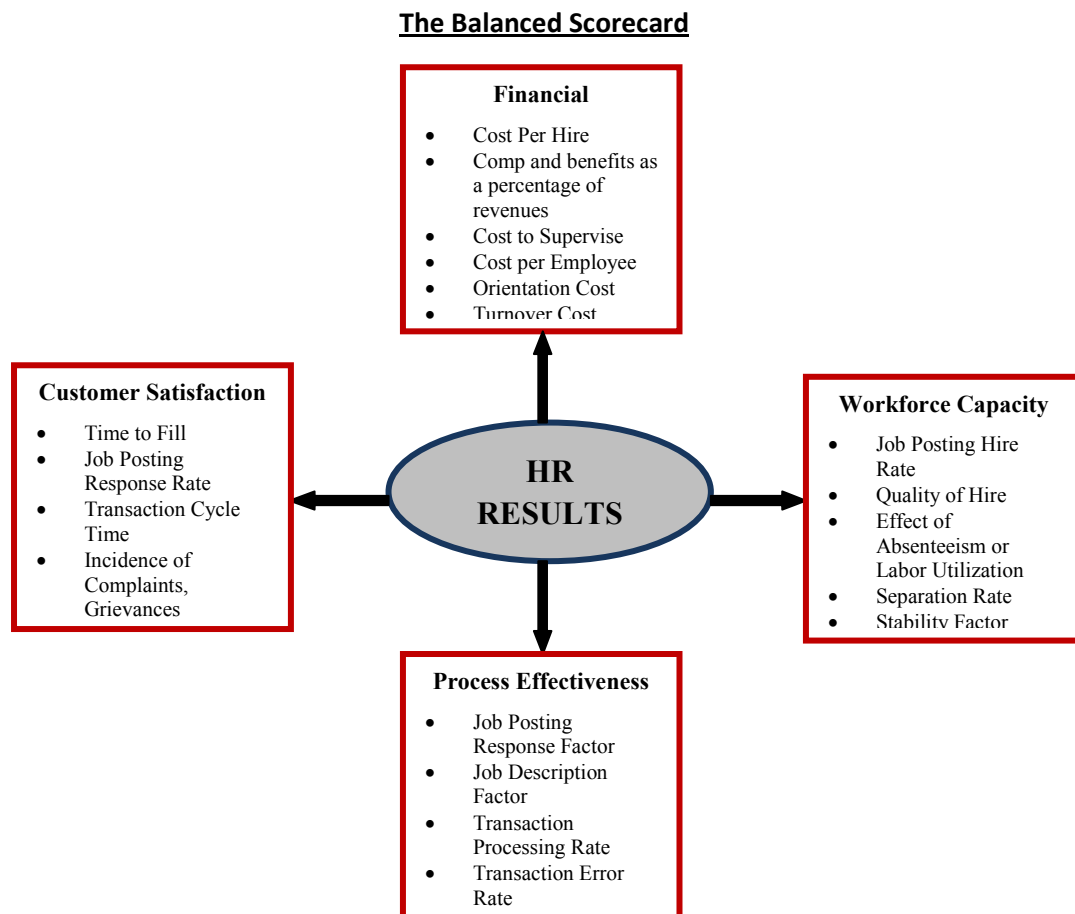 The Balanced Scorecard
Financial
• Cost Per Hire
• Comp and benefits as
a percentage of
revenues
• Cost to Supervise
• Cost per Employee
• Orientation Cost
• Turnover Cost
Customer Satisfaction
• Time to Fill
• Job Posting
Response Rate
• Transaction Cycle
Time
• Incidence of
Complaints,
Grievances
HR
RESULTS
Workforce Capacity
• Job Posting Hire
Rate
• Quality of Hire
• Effect of
Absenteeism or
Labor Utilization
• Separation Rate
• Stability Factor
Process Effectiveness
• Job Posting
Response Factor
• Job Description
Factor
• Transaction
Processing Rate
• Transaction Error
Rate